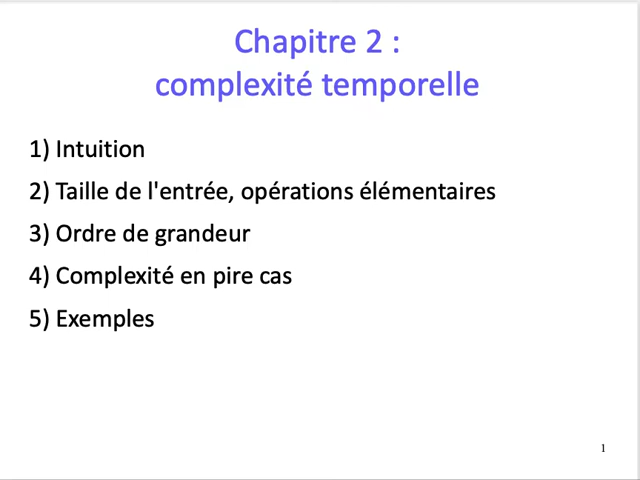 Chapitre 2 :
complexité temporelle
1) Intuition
2) Taille de l'entrée, opérations élémentaires
3) Ordre de grandeur
4) Complexité en pire cas
5) Exemples
1